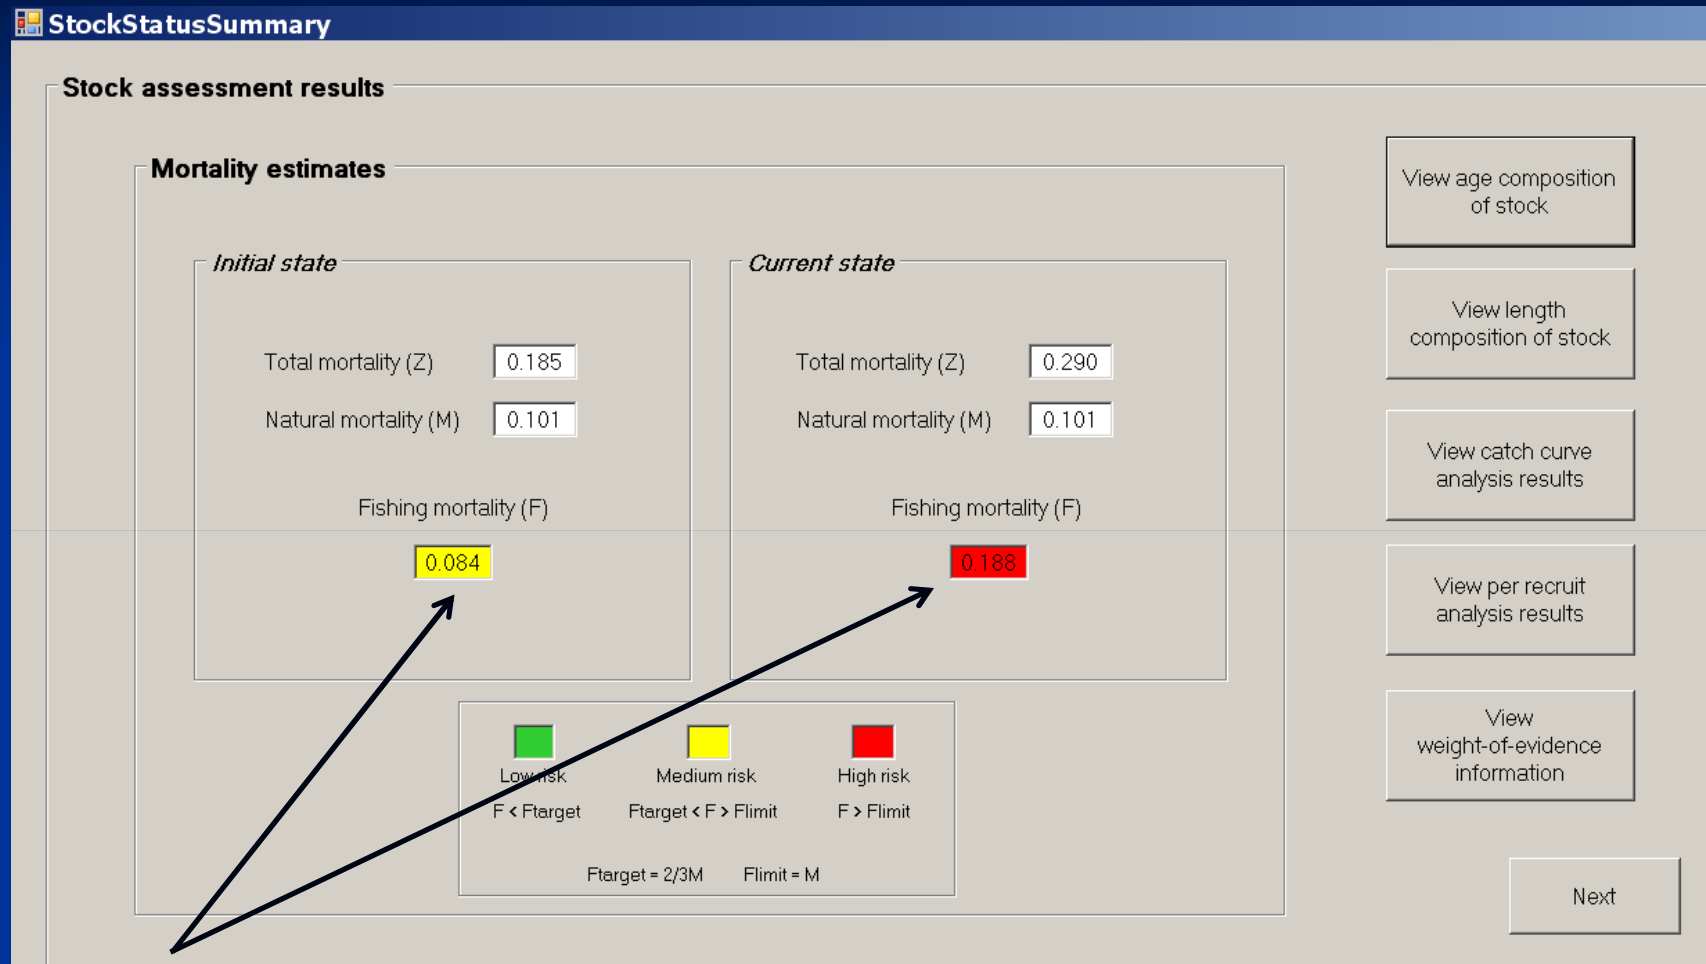 StockStatusSummary
Stock assessment results
Mortality estimates
Initial state
Total mortality (Z) 0.185
Natural mortality (M) 0.101
Fishing mortality (F)
0.084
Current state
Total mortality (Z) 0.290
Natural mortality (M) 0.101
Fishing mortality (F)
0.188
Low risk Medium risk High risk
F < Ftarget Ftarget < F > Flimit F > Flimit
Ftarget = 2/3M Flimit = M
View age composition
of stock
View length
composition of stock
View catch curve
analysis results
View per recruit
analysis results
View
weight-of-evidence
information
Next